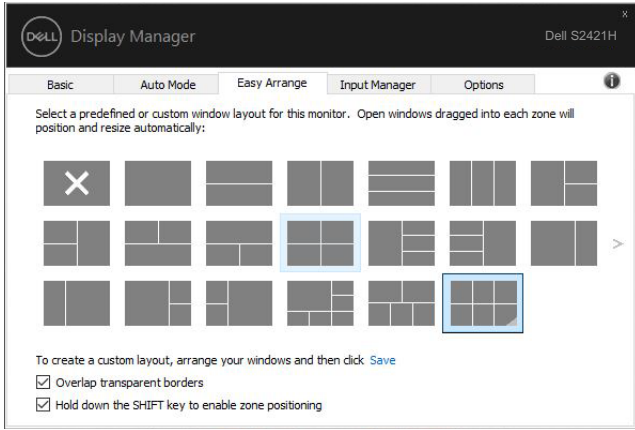 x
DELL Display Manager
Dell S2421H
Basic Auto Mode Easy Arrange Input Manager Options
Select a predefined or custom window layout for this monitor. Open windows dragged into each zone will
position and resize automatically:
To create a custom layout, arrange your windows and then click Save
Overlap transparent borders
Hold down the SHIFT key to enable zone positioning